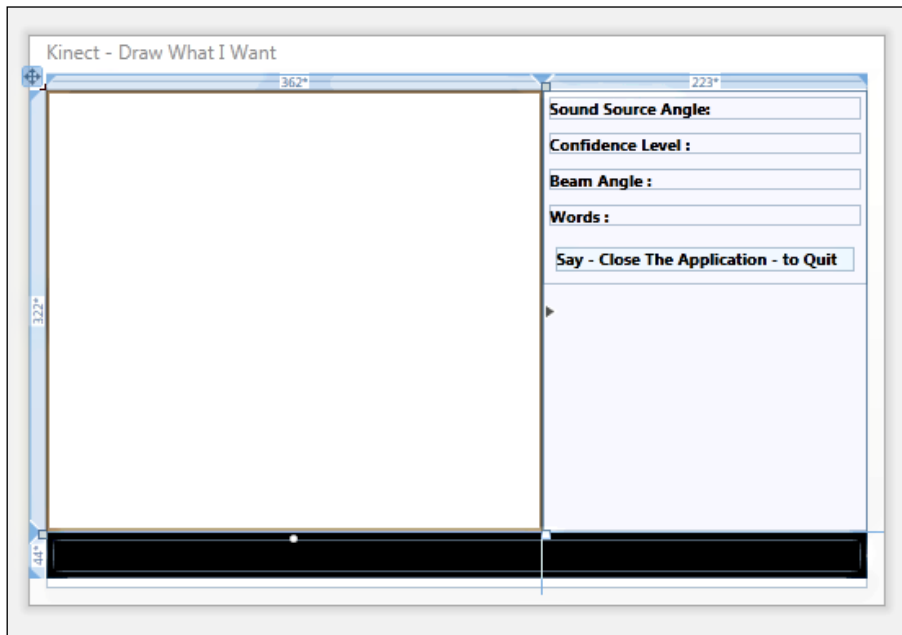 Kinect - Draw What I Want
362*
223*
Sound Source Angle:
Confidence Level :
Beam Angle :
Words :
Say - Close The Application - to Quit
322*
44*